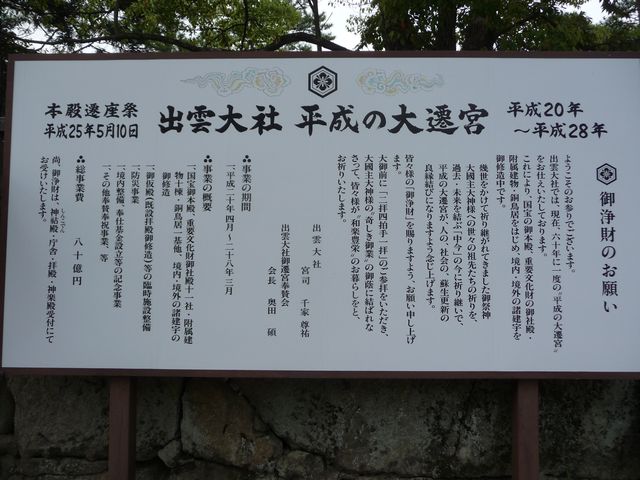 本殿遷座祭
平成25年5月10日
出雲大社 平成の大遷宮
平成20年
～平成28年
御浄財のお願い
ようこそのお参りでございます。
出雲大社では、現在、六十年に一度の〝平成の大遷宮〟
をお仕えいたしております。
これにより、国宝の御本殿、重要文化財の御社殿・
附属建物・銅鳥居をはじめ、境内・境外の諸建字を
御修造中です。
幾世をかけて祈り継がれてきました御祭神
大國主大神様への世々の祖先たちの祈りを、
過去・未来を結ぶ「中今」の今に祈り継いで、
平成の大遷宮が、人の、社会の、蘇生更新の
良縁結びになりますよう念じ上げます。
皆々様の「御浄財」を賜りますよう、お願い申し上げ
ます。
大御前に「二拝四拍手一拝」のご参拝をいただき、
大國主大神様の〝奇しき御業〟の御蔭に結ばれな
さって、皆々様が〝和楽豊栄〟のお暮らしをと、
お祈りいたします。
出雲大社
宮司 千家尊祐
出雲大社御遷宮奉賛会
会長 奥田 碩
事業の期間
一、平成二十年四月～二十八年三月
事業の概要
一、国宝御本殿、重要文化財御社殿十一社・附属建
物十棟・銅鳥居一基他、境内・境外の諸建字の
御修造
一、御仮殿(既設拝殿御修造)等の臨時施設整備
一、防災事業
一、境内整備、奉仕基金設立等の記念事業
一、その他奉賛奉祝事業、等
総事業費 八十億円
尚、御浄財は、神祜殿・庁舎・拝殿・神楽殿受付にて
しんこでん
お受けいたします。